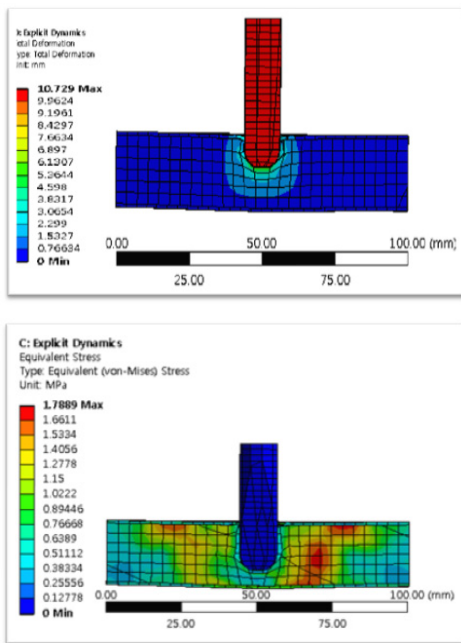 : Explicit Dynamics
otal Deformation
ype: Total Deformation
nit: mm
10.729 Max
9.9624
9.1961
8.4297
7.6634
6.897
6.1307
5.3644
4.598
3.8317
3.0654
2.299
1.5327
0.76634
0 Min
0.00 50.00 100.00 (mm)
25.00 75.00
C: Explicit Dynamics
Equivalent Stress
Type: Equivalent (von-Mises) Stress
Unit: MPa
1.7889 Max
1.6611
1.5334
1.4056
1.2778
1.15
1.0222
0.89446
0.76668
0.6389
0.51112
0.38334
0.25556
0.12778
0 Min
0.00 50.00 100.00 (mm)
25.00 75.00